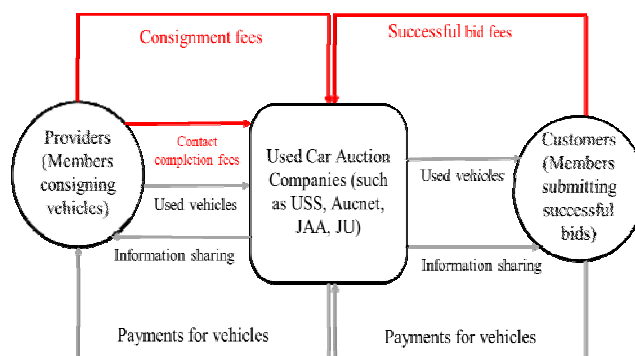 Consignment fees
Successful bid fees
Providers
(Members
consigning
vehicles)
Contact
completion fees
Used vehicles
Information sharing
Used Car Auction
Companies (such
as USS, Aucnet,
JAA, JU)
Used vehicles
Information sharing
Customers
(Members
submitting
successful
bids)
Payments for vehicles
Payments for vehicles